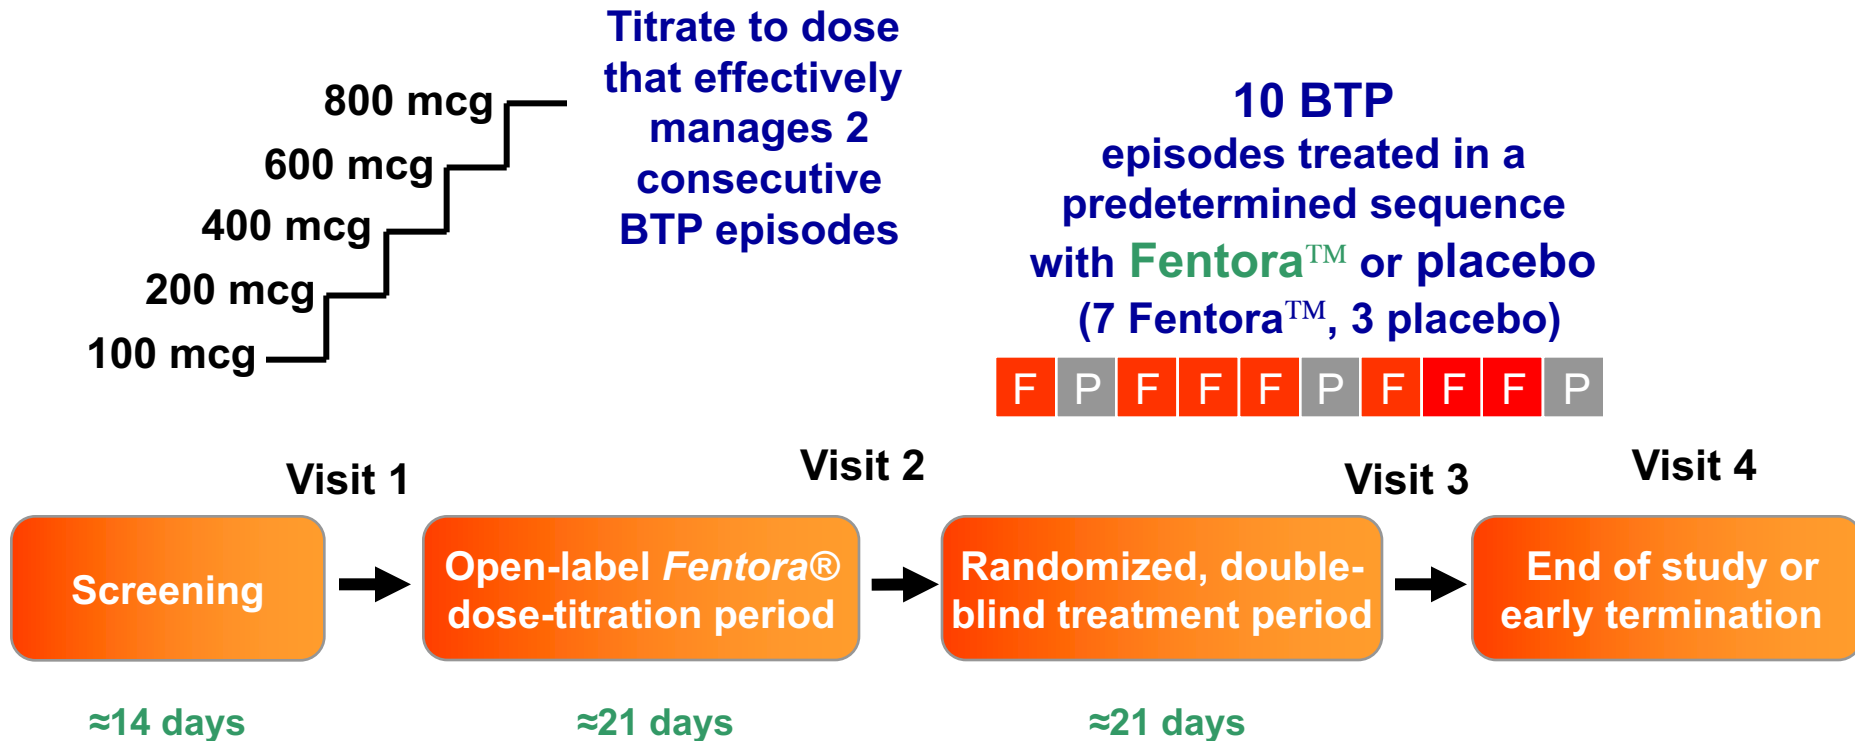 Titrate to dose
that effectively
manages 2
consecutive
BTP episodes
800 mcg
600 mcg
400 mcg
200 mcg
100 mcg
10 BTP
episodes treated in a
predetermined sequence
with Fentora™ or placebo
(7 Fentora™, 3 placebo)
F P F F F P F F F P
Visit 1
Visit 2
Visit 3
Visit 4
Screening
Open-label Fentora®
dose-titration period
Randomized, double-
blind treatment period
End of study or
early termination
≈14 days
≈21 days
≈21 days